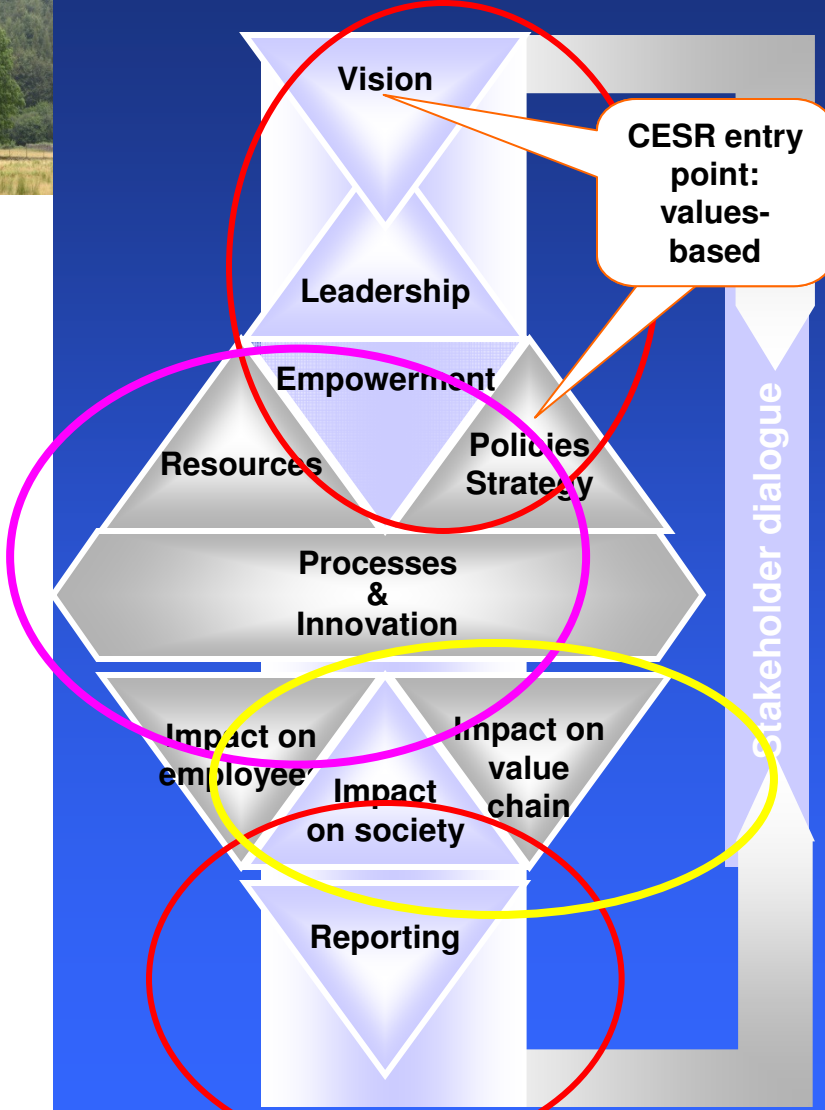 Vision
CESR entry
point:
values-
based
Leadership
Empowerment
Resources
Policies
Strategy
Processes
&
Innovation
Stakeholder dialogue
Impact on
employees
Impact on
value
chain
Impact
on society
Reporting